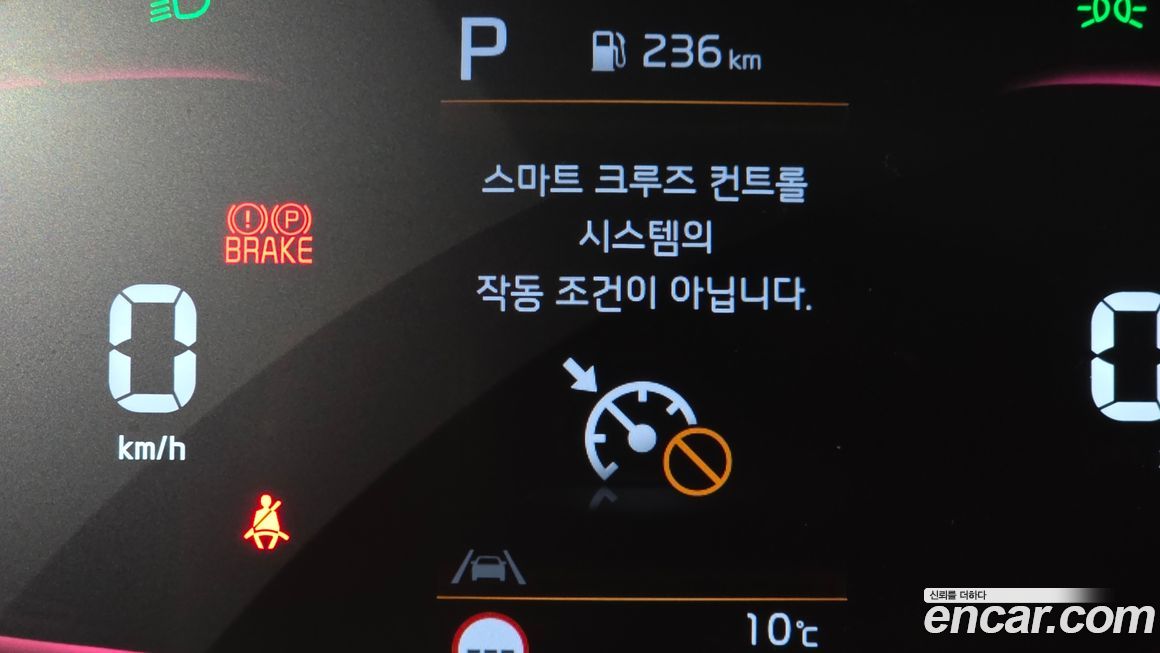 P
236 km
스마트 크루즈 컨트롤
시스템의
작동 조건이 아닙니다.
(!)(P)
BRAKE
0
km/h
0
10℃
신뢰를 더하다
encar.com